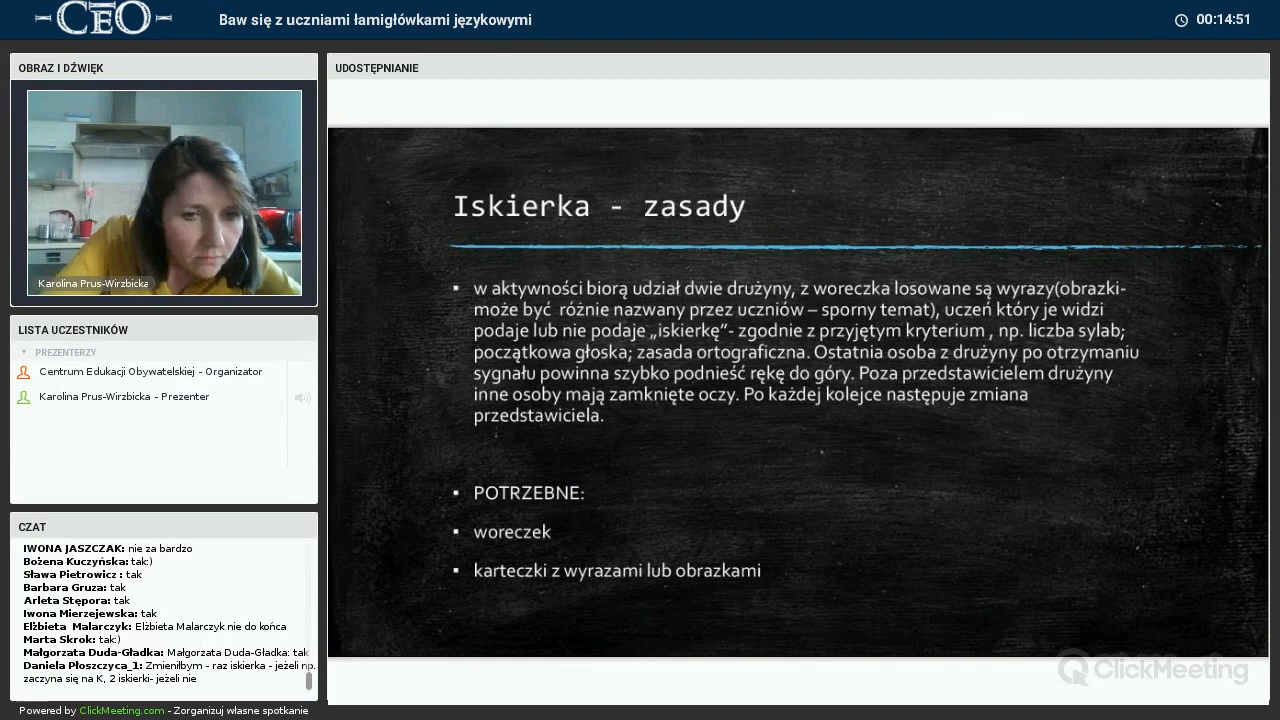 CEO
Baw się z uczniami łamigłówkami językowymi
00:14:51
OBRAZ I DŹWIĘK
Karolina Prus-Wirzbicka
LISTA UCZESTNIKÓW
PREZENTERZY
Centrum Edukacji Obywatelskiej - Organizator
Karolina Prus-Wirzbicka - Prezenter
CZAT
IWONA JASZCZAK: nie za bardzo
Bożena Kuczyńska: tak:)
Sława Pietrowicz : tak
Barbara Gruza: tak
Arleta Stępora: tak
Iwona Mierzejewska: tak
Elżbieta Malarczyk: Elżbieta Malarczyk nie do końca
Marta Skrok: tak:)
Małgorzata Duda-Gładka: Małgorzata Duda-Gładka: tak
Daniela Płoszczyca_1: Zmieniłbym - raz iskierka - jeżeli np.
zaczyna się na K, 2 iskierki- jeżeli nie
Powered by ClickMeeting.com - Zorganizuj własne spotkanie
UDOSTĘPNIANIE
Iskierka - zasady
▪ w aktywności biorą udział dwie drużyny, z woreczka losowane są wyrazy(obrazki-
może być różnie nazwany przez uczniów – sporny temat), uczeń który je widzi
podaje lub nie podaje „iskierkę"- zgodnie z przyjętym kryterium , np. liczba sylab;
początkowa głoska; zasada ortograficzna. Ostatnia osoba z drużyny po otrzymaniu
sygnału powinna szybko podnieść rękę do góry. Poza przedstawicielem drużyny
inne osoby mają zamknięte oczy. Po każdej kolejce następuje zmiana
przedstawiciela.
▪ POTRZEBNE:
▪ woreczek
▪ karteczki z wyrazami lub obrazkami
ClickMeeting